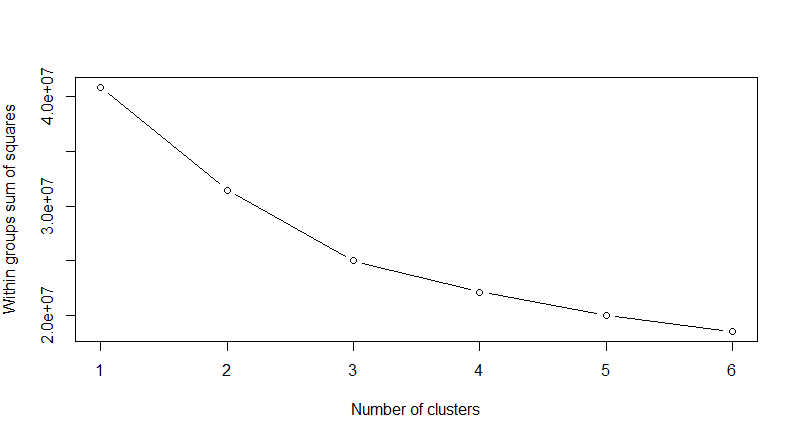 Within groups sum of squares
4.0e+07
3.0e+07
2.0e+07
1 2 3 4 5 6
Number of clusters